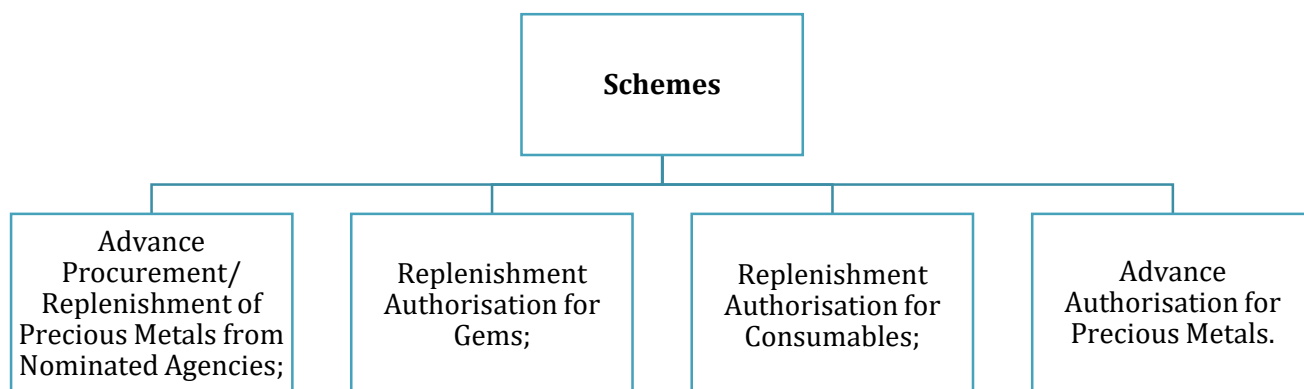 Schemes
Advance
Procurement/
Replenishment of
Precious Metals from
Nominated Agencies;
Replenishment
Authorisation for
Gems;
Replenishment
Authorisation for
Consumables;
Advance
Authorisation for
Precious Metals.